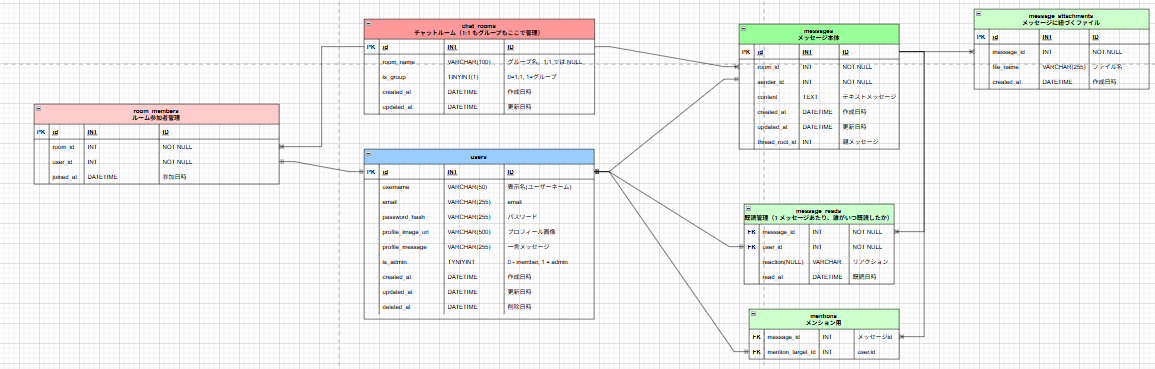 chat_rooms
チャットルーム（1:1 もグループもここで管理）
PK id INT ID
room_name VARCHAR(100) グループ名。1:1 では NULL
is_group TINYINT(1) 0=1:1, 1=グループ
created_at DATETIME 作成日時
updated_at DATETIME 更新日時
messages
メッセージ本体
PK id INT ID
room_id INT NOT NULL
sender_id INT NOT NULL
content TEXT テキストメッセージ
created_at DATETIME 作成日時
updated_at DATETIME 更新日時
thread_root_id INT 親メッセージ
message_attachments
メッセージに紐づくファイル
PK id INT ID
message_id INT NOT NULL
file_name VARCHAR(255) ファイル名
created_at DATETIME 作成日時
room_members
ルーム参加者管理
PK id INT ID
room_id INT NOT NULL
user_id INT NOT NULL
joined_at DATETIME 参加日時
users
PK id INT ID
username VARCHAR(50) 表示名(ユーザーネーム)
email VARCHAR(255) email
password_hash VARCHAR(255) パスワード
profile_image_url VARCHAR(500) プロフィール画像
profile_message VARCHAR(255) 一言メッセージ
is_admin TYNIYINT 0 - member, 1 = admin
created_at DATETIME 作成日時
updated_at DATETIME 更新日時
deleted_at DATETIME 削除日時
message_reads
既読管理（1 メッセージあたり、誰がいつ既読したか）
FK message_id INT NOT NULL
FK user_id INT NOT NULL
reaction(NULL) VARCHAR リアクション
read_at DATETIME 既読日時
mentions
メンション用
FK message_id INT メッセージid
FK mention_target_id INT user.id